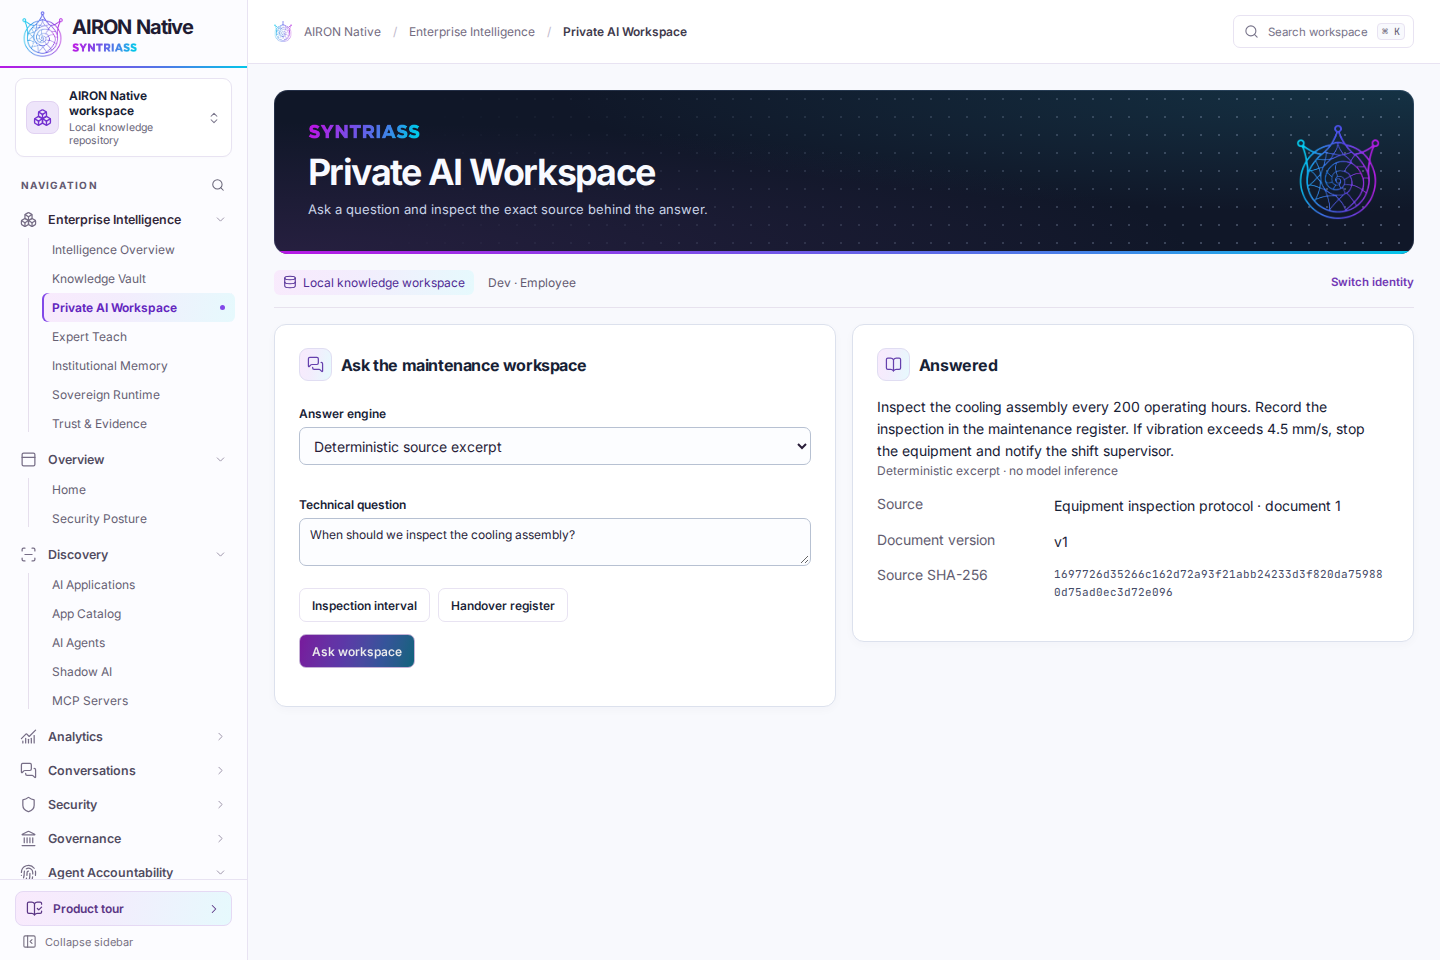 AIRON Native
SYNTRIASS
AIRON Native
workspace
Local knowledge
repository
NAVIGATION
Enterprise Intelligence
Intelligence Overview
Knowledge Vault
Private AI Workspace
Expert Teach
Institutional Memory
Sovereign Runtime
Trust & Evidence
Overview
Home
Security Posture
Discovery
AI Applications
App Catalog
AI Agents
Shadow AI
MCP Servers
Analytics
Conversations
Security
Governance
Agent Accountability
Product tour
Collapse sidebar
AIRON Native / Enterprise Intelligence / Private AI Workspace
Search workspace ⌘ K
SYNTRIASS
Private AI Workspace
Ask a question and inspect the exact source behind the answer.
Local knowledge workspace Dev · Employee Switch identity
Ask the maintenance workspace
Answer engine
Deterministic source excerpt
Technical question
When should we inspect the cooling assembly?
Inspection interval Handover register
Ask workspace
Answered
Inspect the cooling assembly every 200 operating hours. Record the
inspection in the maintenance register. If vibration exceeds 4.5 mm/s, stop
the equipment and notify the shift supervisor.
Deterministic excerpt · no model inference
Source Equipment inspection protocol · document 1
Document version v1
Source SHA-256 1697726d35266c162d72a93f21abb24233d3f820da75988
0d75ad0ec3d72e096